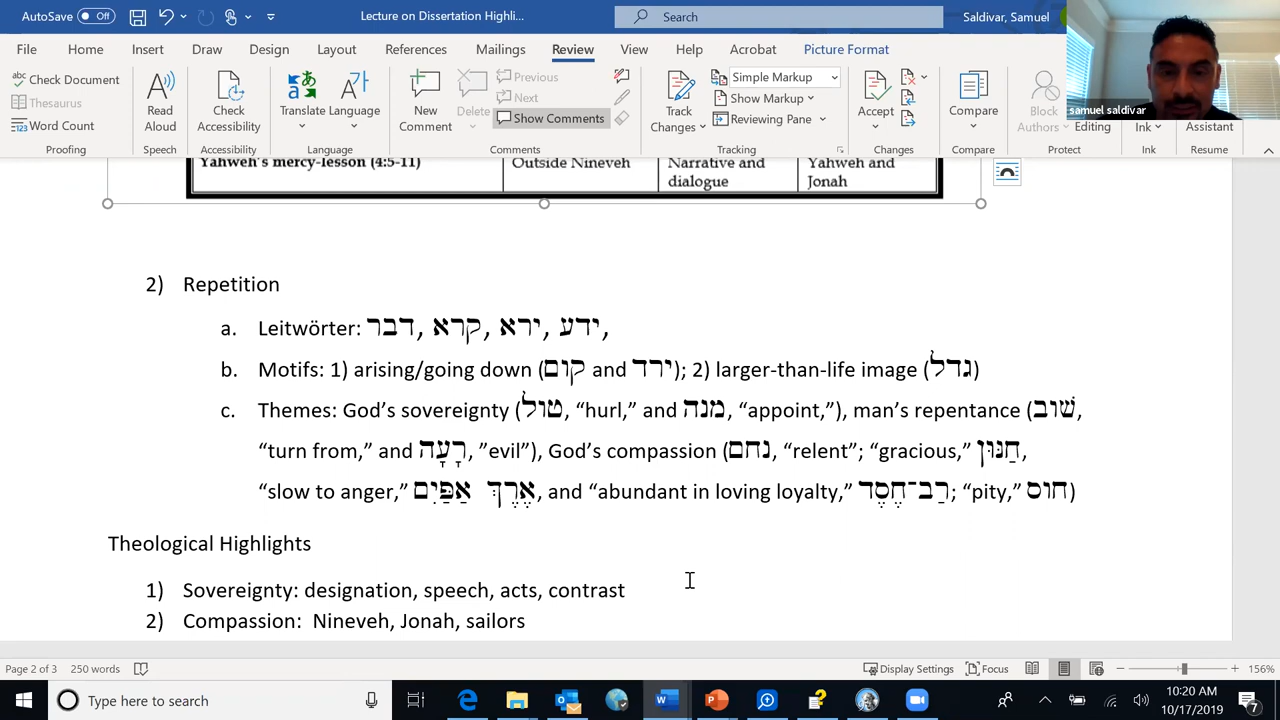 AutoSave Off Lecture on Dissertation Highli... Search Saldivar, Samuel
File Home Insert Draw Design Layout References Mailings Review View Help Acrobat Picture Format
Check Document
Thesaurus
Word Count
Proofing
Read Aloud
Speech
Check Accessibility
Accessibility
Translate Language
Language
New Comment
Delete
Previous
Next
Show Comments
Comments
Track Changes
Simple Markup
Show Markup
Reviewing Pane
Tracking
Accept
Changes
Compare
Compare
Block Authors
Editing
Protect
Ink
Ink
Assistant
Resume
samuel saldivar
Yahweh's mercy-lesson (4:5-11) Outside Nineveh Narrative and dialogue Yahweh and Jonah
2) Repetition
a. Leitwörter: דבר, קרא, ירא, ידע,
b. Motifs: 1) arising/going down (קום and ירד); 2) larger-than-life image (גדל)
c. Themes: God's sovereignty (טול, “hurl,” and מנה, “appoint,”), man's repentance (שׁוב,
“turn from,” and רָעָה, ”evil”), God's compassion (נחם, “relent”; “gracious,” חַנּוּן,
“slow to anger,” אֶרֶךְ אַפַּיִם, and “abundant in loving loyalty,” רַב־חֶסֶד; “pity,” חוס)
Theological Highlights
1) Sovereignty: designation, speech, acts, contrast
2) Compassion: Nineveh, Jonah, sailors
Page 2 of 3 250 words Display Settings Focus 156%
Type here to search 10:20 AM
10/17/2019 7